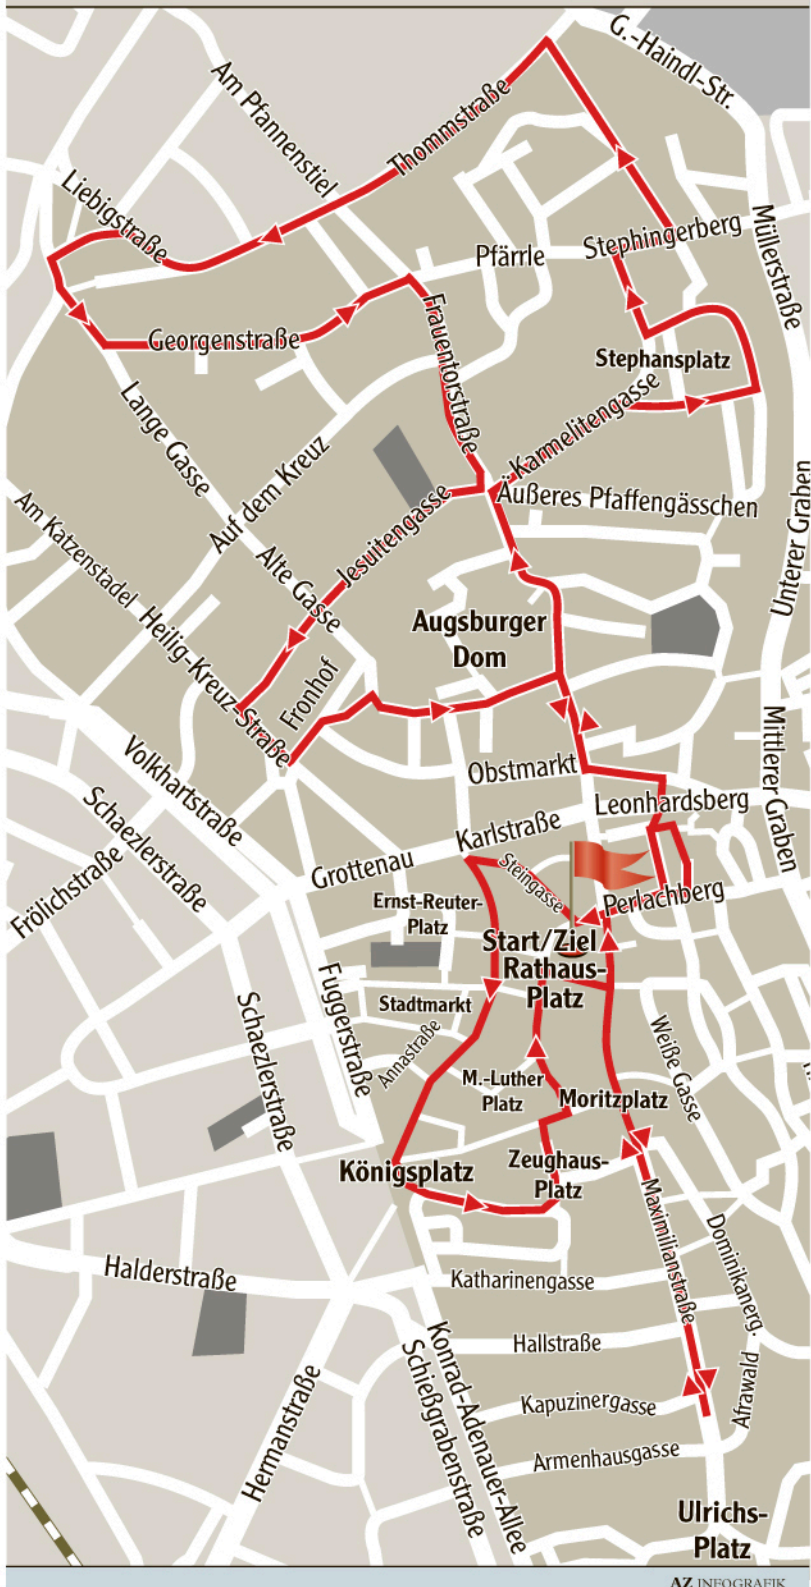 G.-Haindl-Str.
Am Pfannenstiel
Thommstraße
Liebigstraße
Müllerstraße
Stephingerberg
Pfärrle
Georgenstraße
Frauentorstraße
Stephansplatz
Lange Gasse
Karmelitengasse
Auf dem Kreuz
Äußeres Pfaffengässchen
Jesuitengasse
Am Katzenstadel
Unterer Graben
Alte Gasse
Heilig-Kreuz-Straße
Augsburger
Dom
Fronhof
Mittlerer Graben
Volkhartstraße
Obstmarkt
Leonhardsberg
Schaezlerstraße
Karlstraße
Grottenau
Steingasse
Frölichstraße
Perlachberg
Ernst-Reuter-
Platz
Start/Ziel
Rathaus-
Platz
Fuggerstraße
Stadtmarkt
Schaezlerstraße
Annastraße
Weiße Gasse
M.-Luther
Platz
Moritzplatz
Königsplatz
Zeughaus-
Platz
Maximilianstraße
Dominikanerg.
Halderstraße
Katharinengasse
Hallstraße
Konrad-Adenauer-Allee
Schießgrabenstraße
Hermanstraße
Kapuzinergasse
Afrawald
Armenhausgasse
Ulrichs-
Platz
AZ INFOGRAFIK